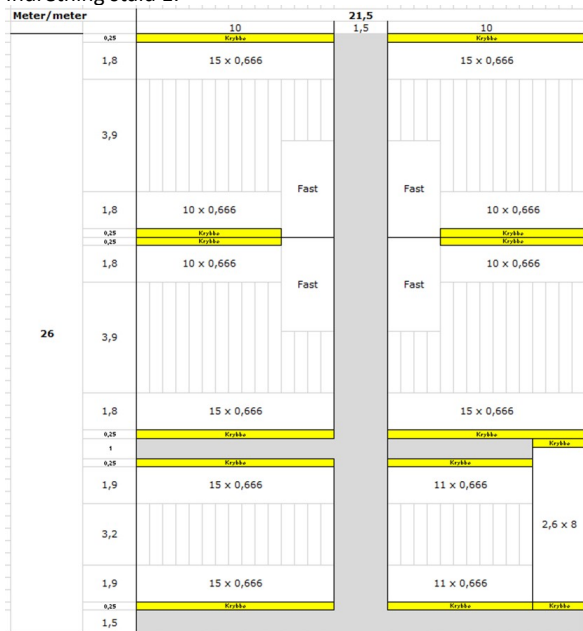 Indretning stald 1:
Meter/meter 21,5
10 1,5 10
0,25 Krybbe Krybbe
1,8 15 x 0,666 15 x 0,666
3,9
Fast Fast
1,8 10 x 0,666 10 x 0,666
0,25 Krybbe Krybbe
0,25 Krybbe Krybbe
1,8 10 x 0,666 10 x 0,666
Fast Fast
26 3,9
1,8 15 x 0,666 15 x 0,666
0,25 Krybbe Krybbe
1 Krybbe
0,25 Krybbe Krybbe
1,9 15 x 0,666 11 x 0,666
3,2 2,6 x 8
1,9 15 x 0,666 11 x 0,666
0,25 Krybbe Krybbe Krybbe
1,5